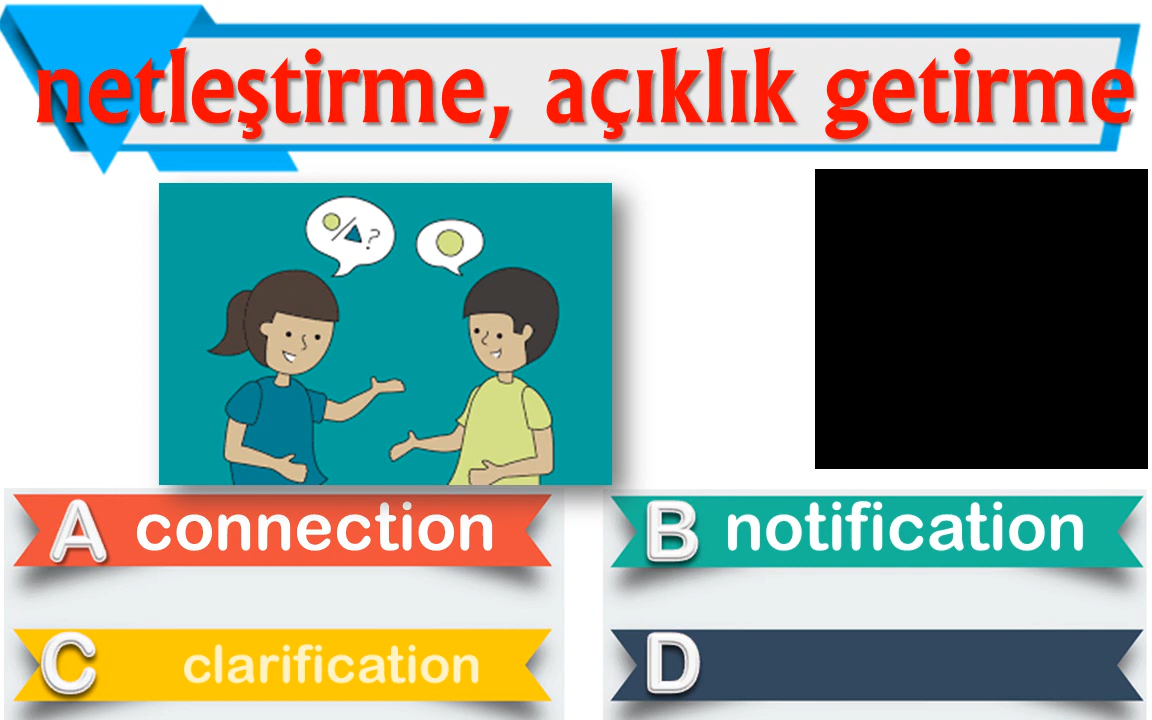 netleştirme, açıklık getirme
?
A connection
B notification
C clarification
D